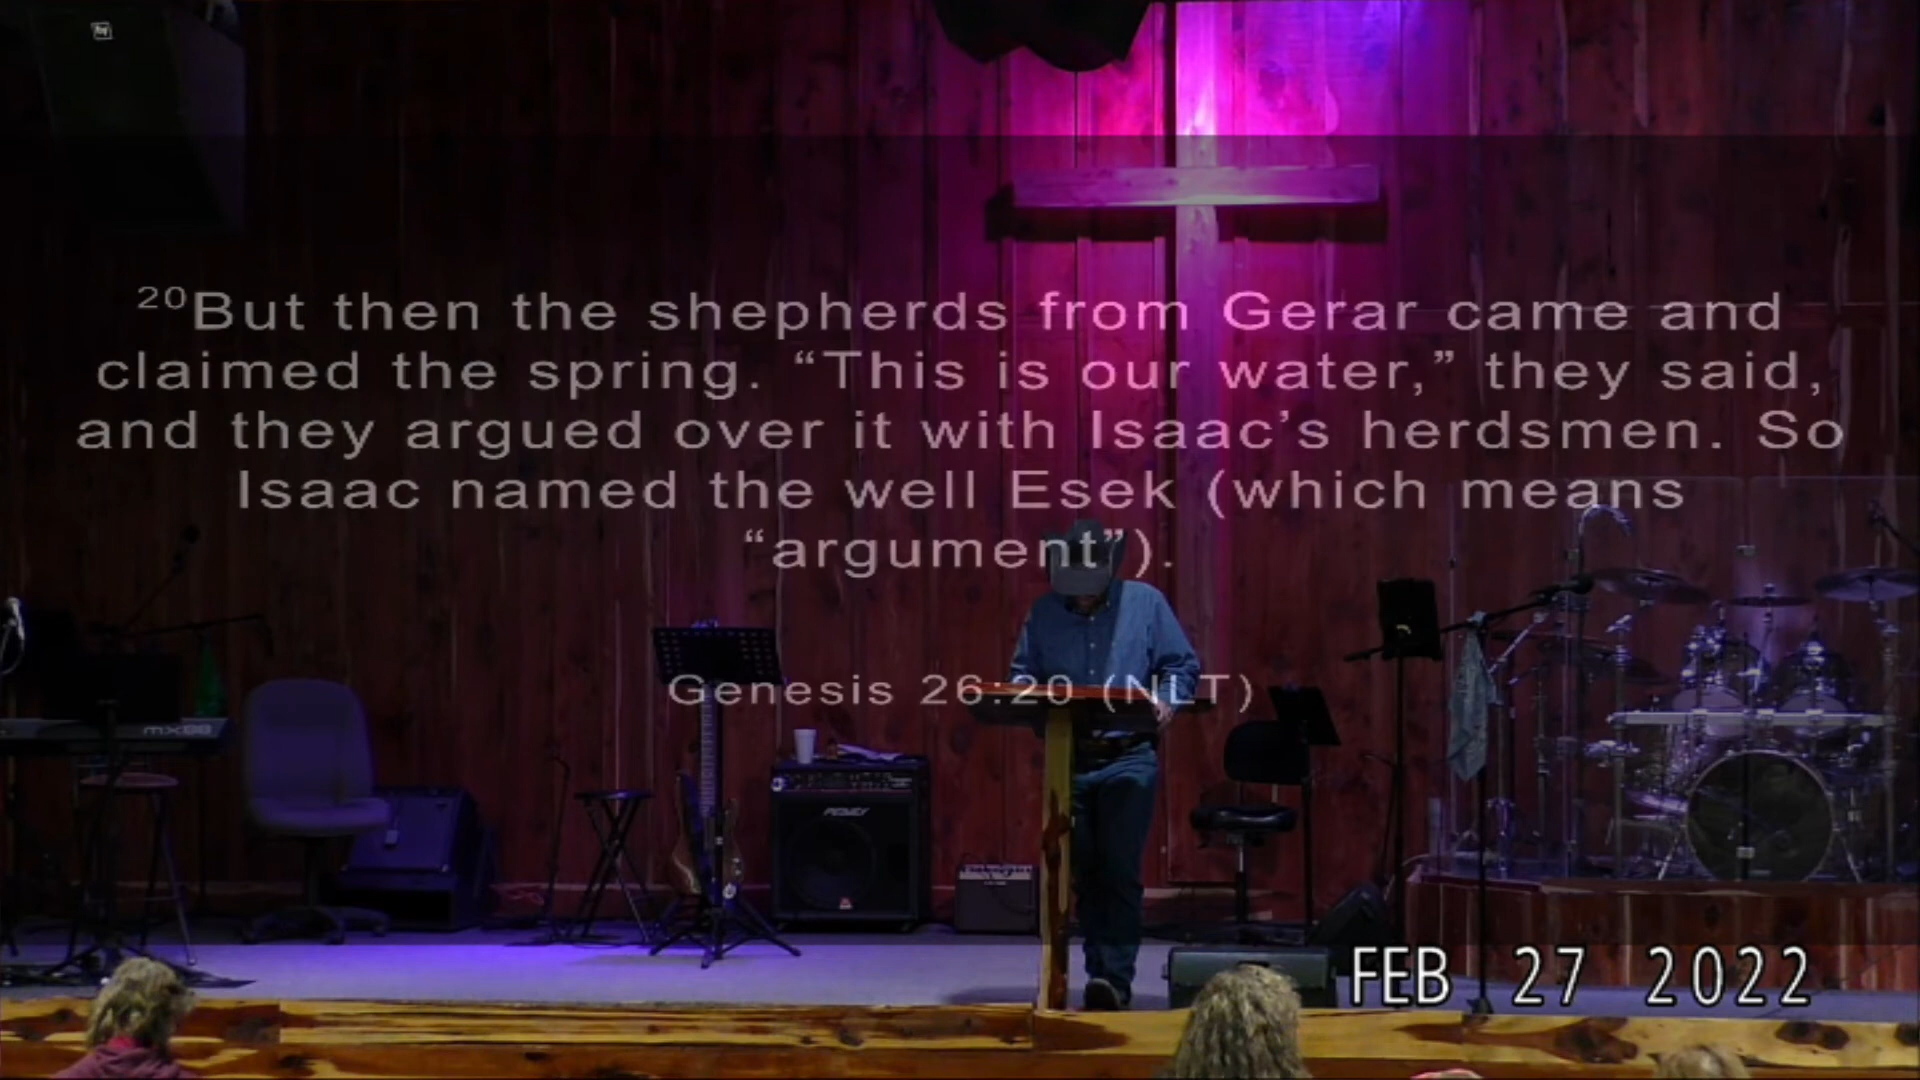 ²⁰But then the shepherds from Gerar came and
claimed the spring. “This is our water,” they said,
and they argued over it with Isaac’s herdsmen. So
Isaac named the well Esek (which means
“argument”).
Genesis 26:20 (NLT)
mx88
PEAVEY
FEB 27 2022